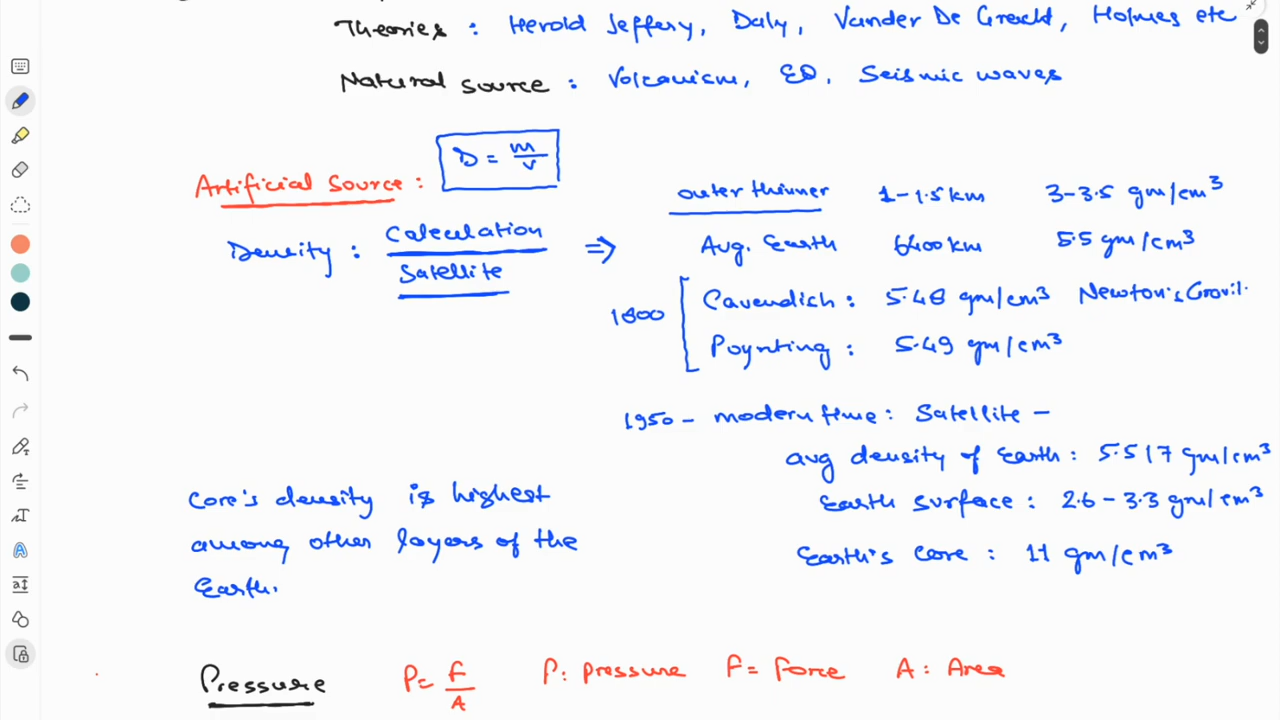 Theories : Herold Jeffery, Daly, Vander De Gracht, Holmes etc
Natural source : Volcanism, EQ, Seismic waves
D = m/v
Artificial Source :
Density : Calculation / Satellite ⇒
outer thinner 1-1.5km 3-3.5 gm/cm³
Avg. Earth 6400 km 5.5 gm/cm³
1800 [ Cavendish : 5.48 gm/cm³ Newton's Gravit.
Poynting : 5.49 gm/cm³
1950 - modern time : Satellite -
avg density of Earth : 5.517 gm/cm³
Earth surface : 2.6 - 3.3 gm/cm³
Earth's core : 11 gm/cm³
Core's density is highest
among other layers of the
Earth.
Pressure P = F/A P: Pressure F = Force A : Area